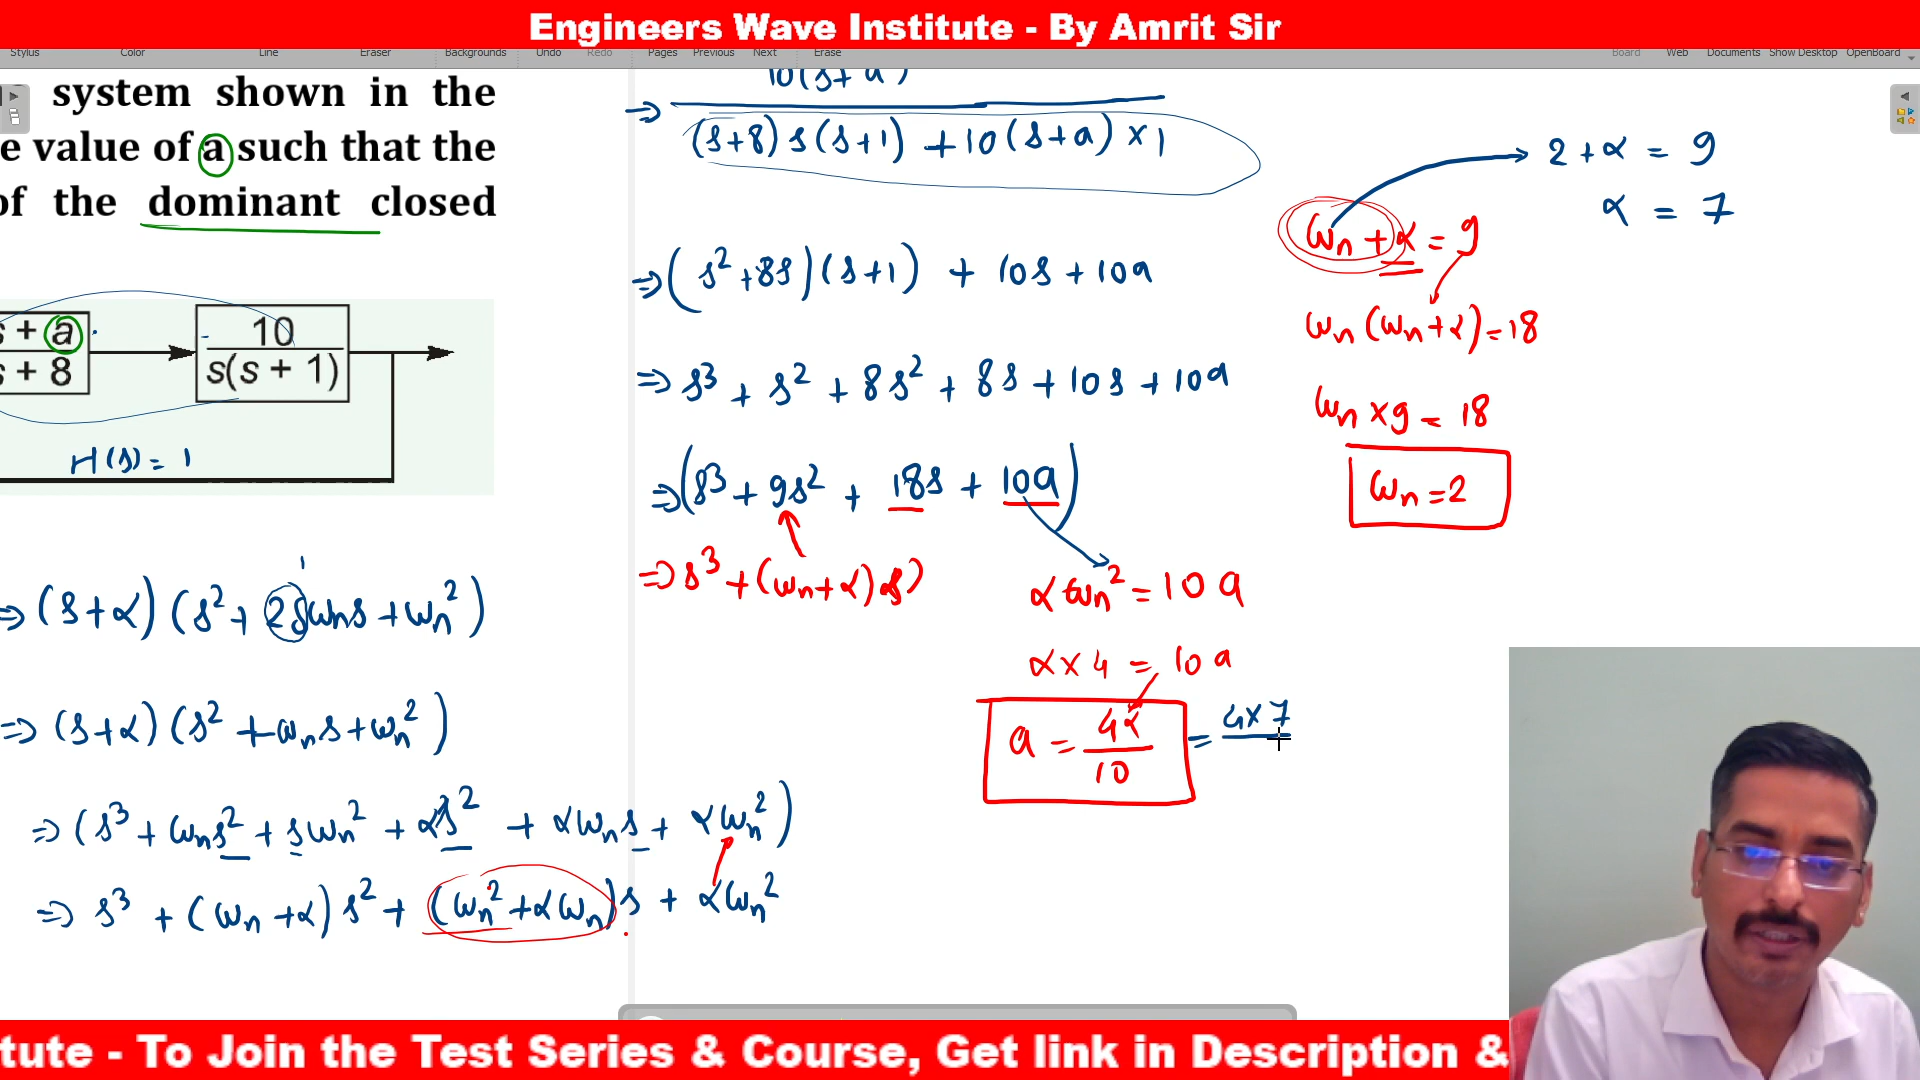 Engineers Wave Institute - By Amrit Sir
Stylus Color Line Eraser Backgrounds Undo Redo Pages Previous Next Erase Board Web Documents Show Desktop OpenBoard
system shown in the
e value of a such that the
of the dominant closed
s + a
s + 8
10
s(s + 1)
H(s) = 1
⇒ (s+α)(s²+2ξωns+ωn²)
1
⇒ (s+α)(s²+ωns+ωn²)
⇒ (s³+ωns²+sωn²+αs²+αωns+αωn²)
⇒ s³+(ωn+α)s²+(ωn²+αωn)s+αωn²
10(s+a)
⇒ (s+8)s(s+1)+10(s+a)×1
⇒ (s²+8s)(s+1)+10s+10a
⇒ s³+s²+8s²+8s+10s+10a
⇒ (s³+9s²+18s+10a)
⇒ s³+(ωn+α)s)
αωn² = 10a
α×4 = 10a
a = 4α/10 = 4×7
ωn+α = 9
2+α = 9
α = 7
ωn(ωn+α) = 18
ωn×9 = 18
ωn = 2
tute - To Join the Test Series & Course, Get link in Description &